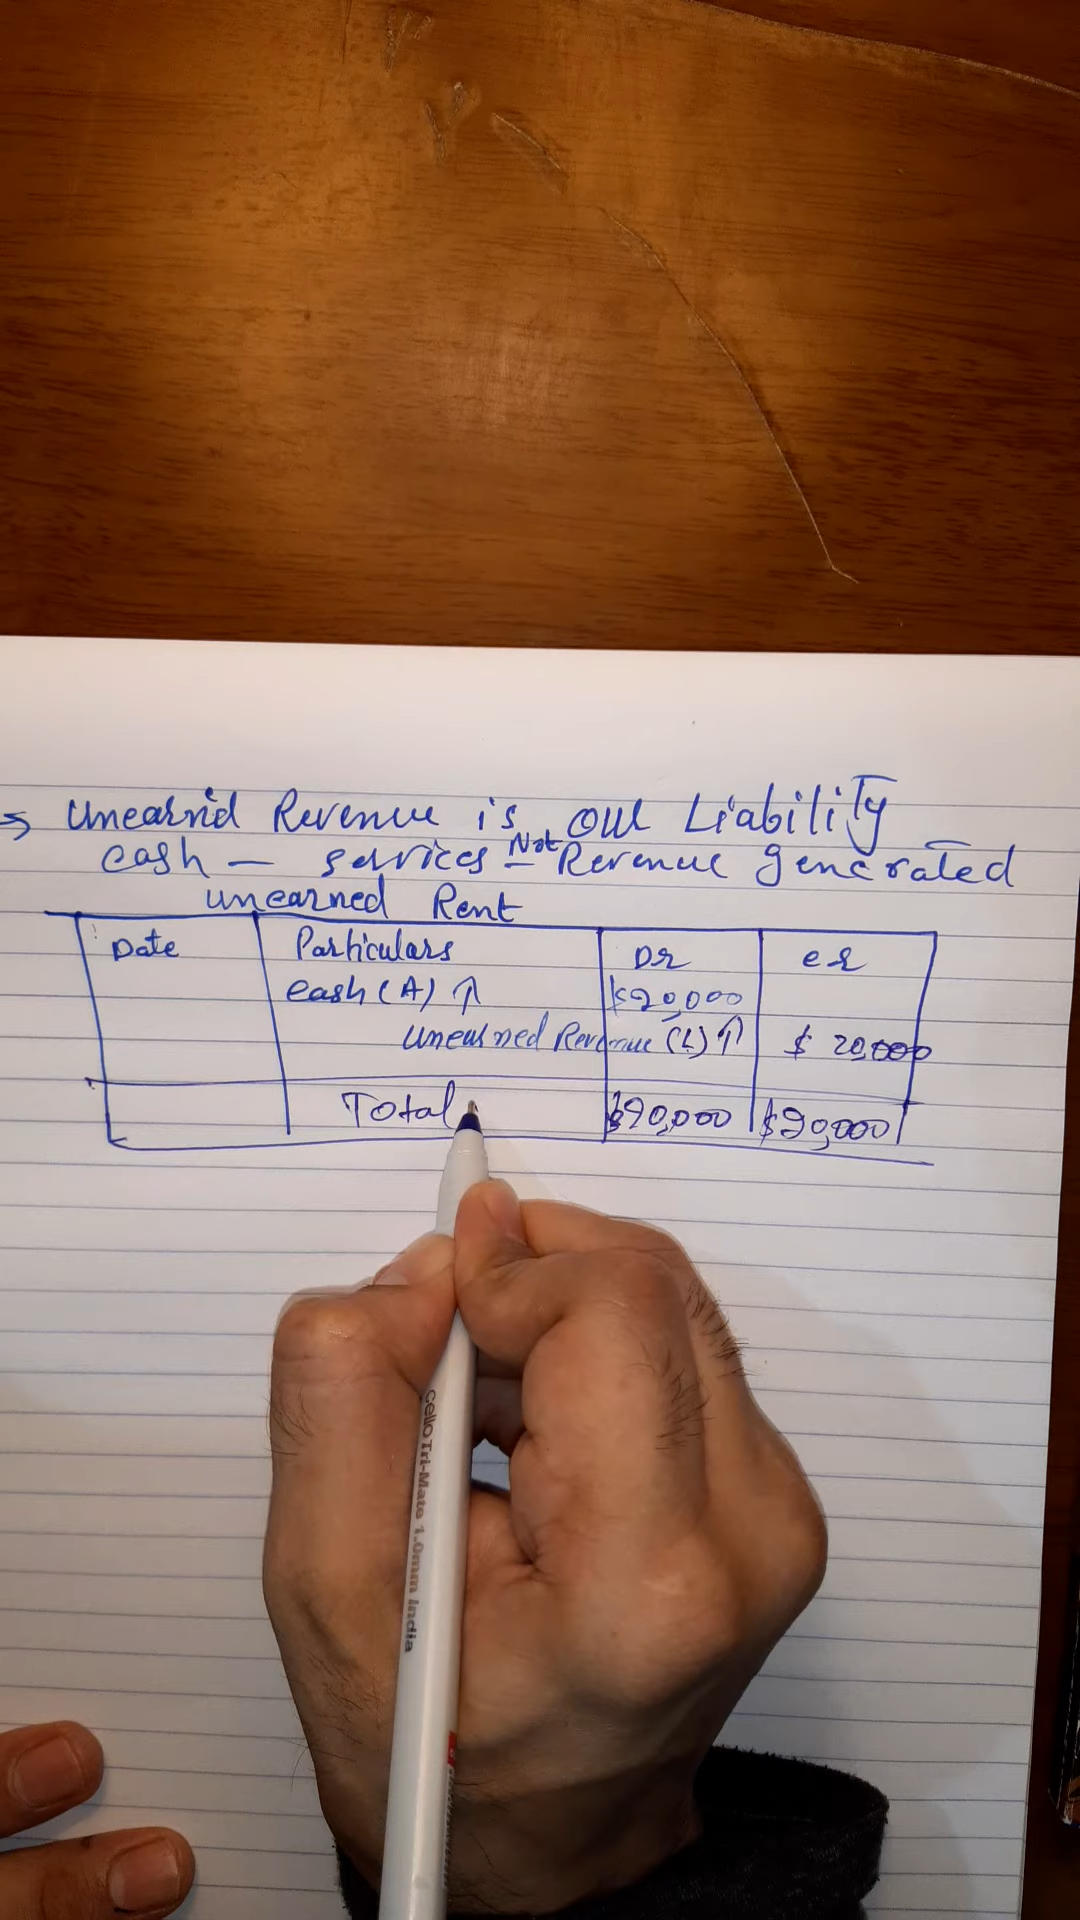 Unearnd Revenue is our Liability
cash — services Not Revenue generated
unearned Rent
Date Particulars Dr cr
cash (A) ↑ $20,000
Unearned Revenue (L) ↑ $ 20,000
Total $20,000 $20,000
cello Tri-Mate 1.0mm India